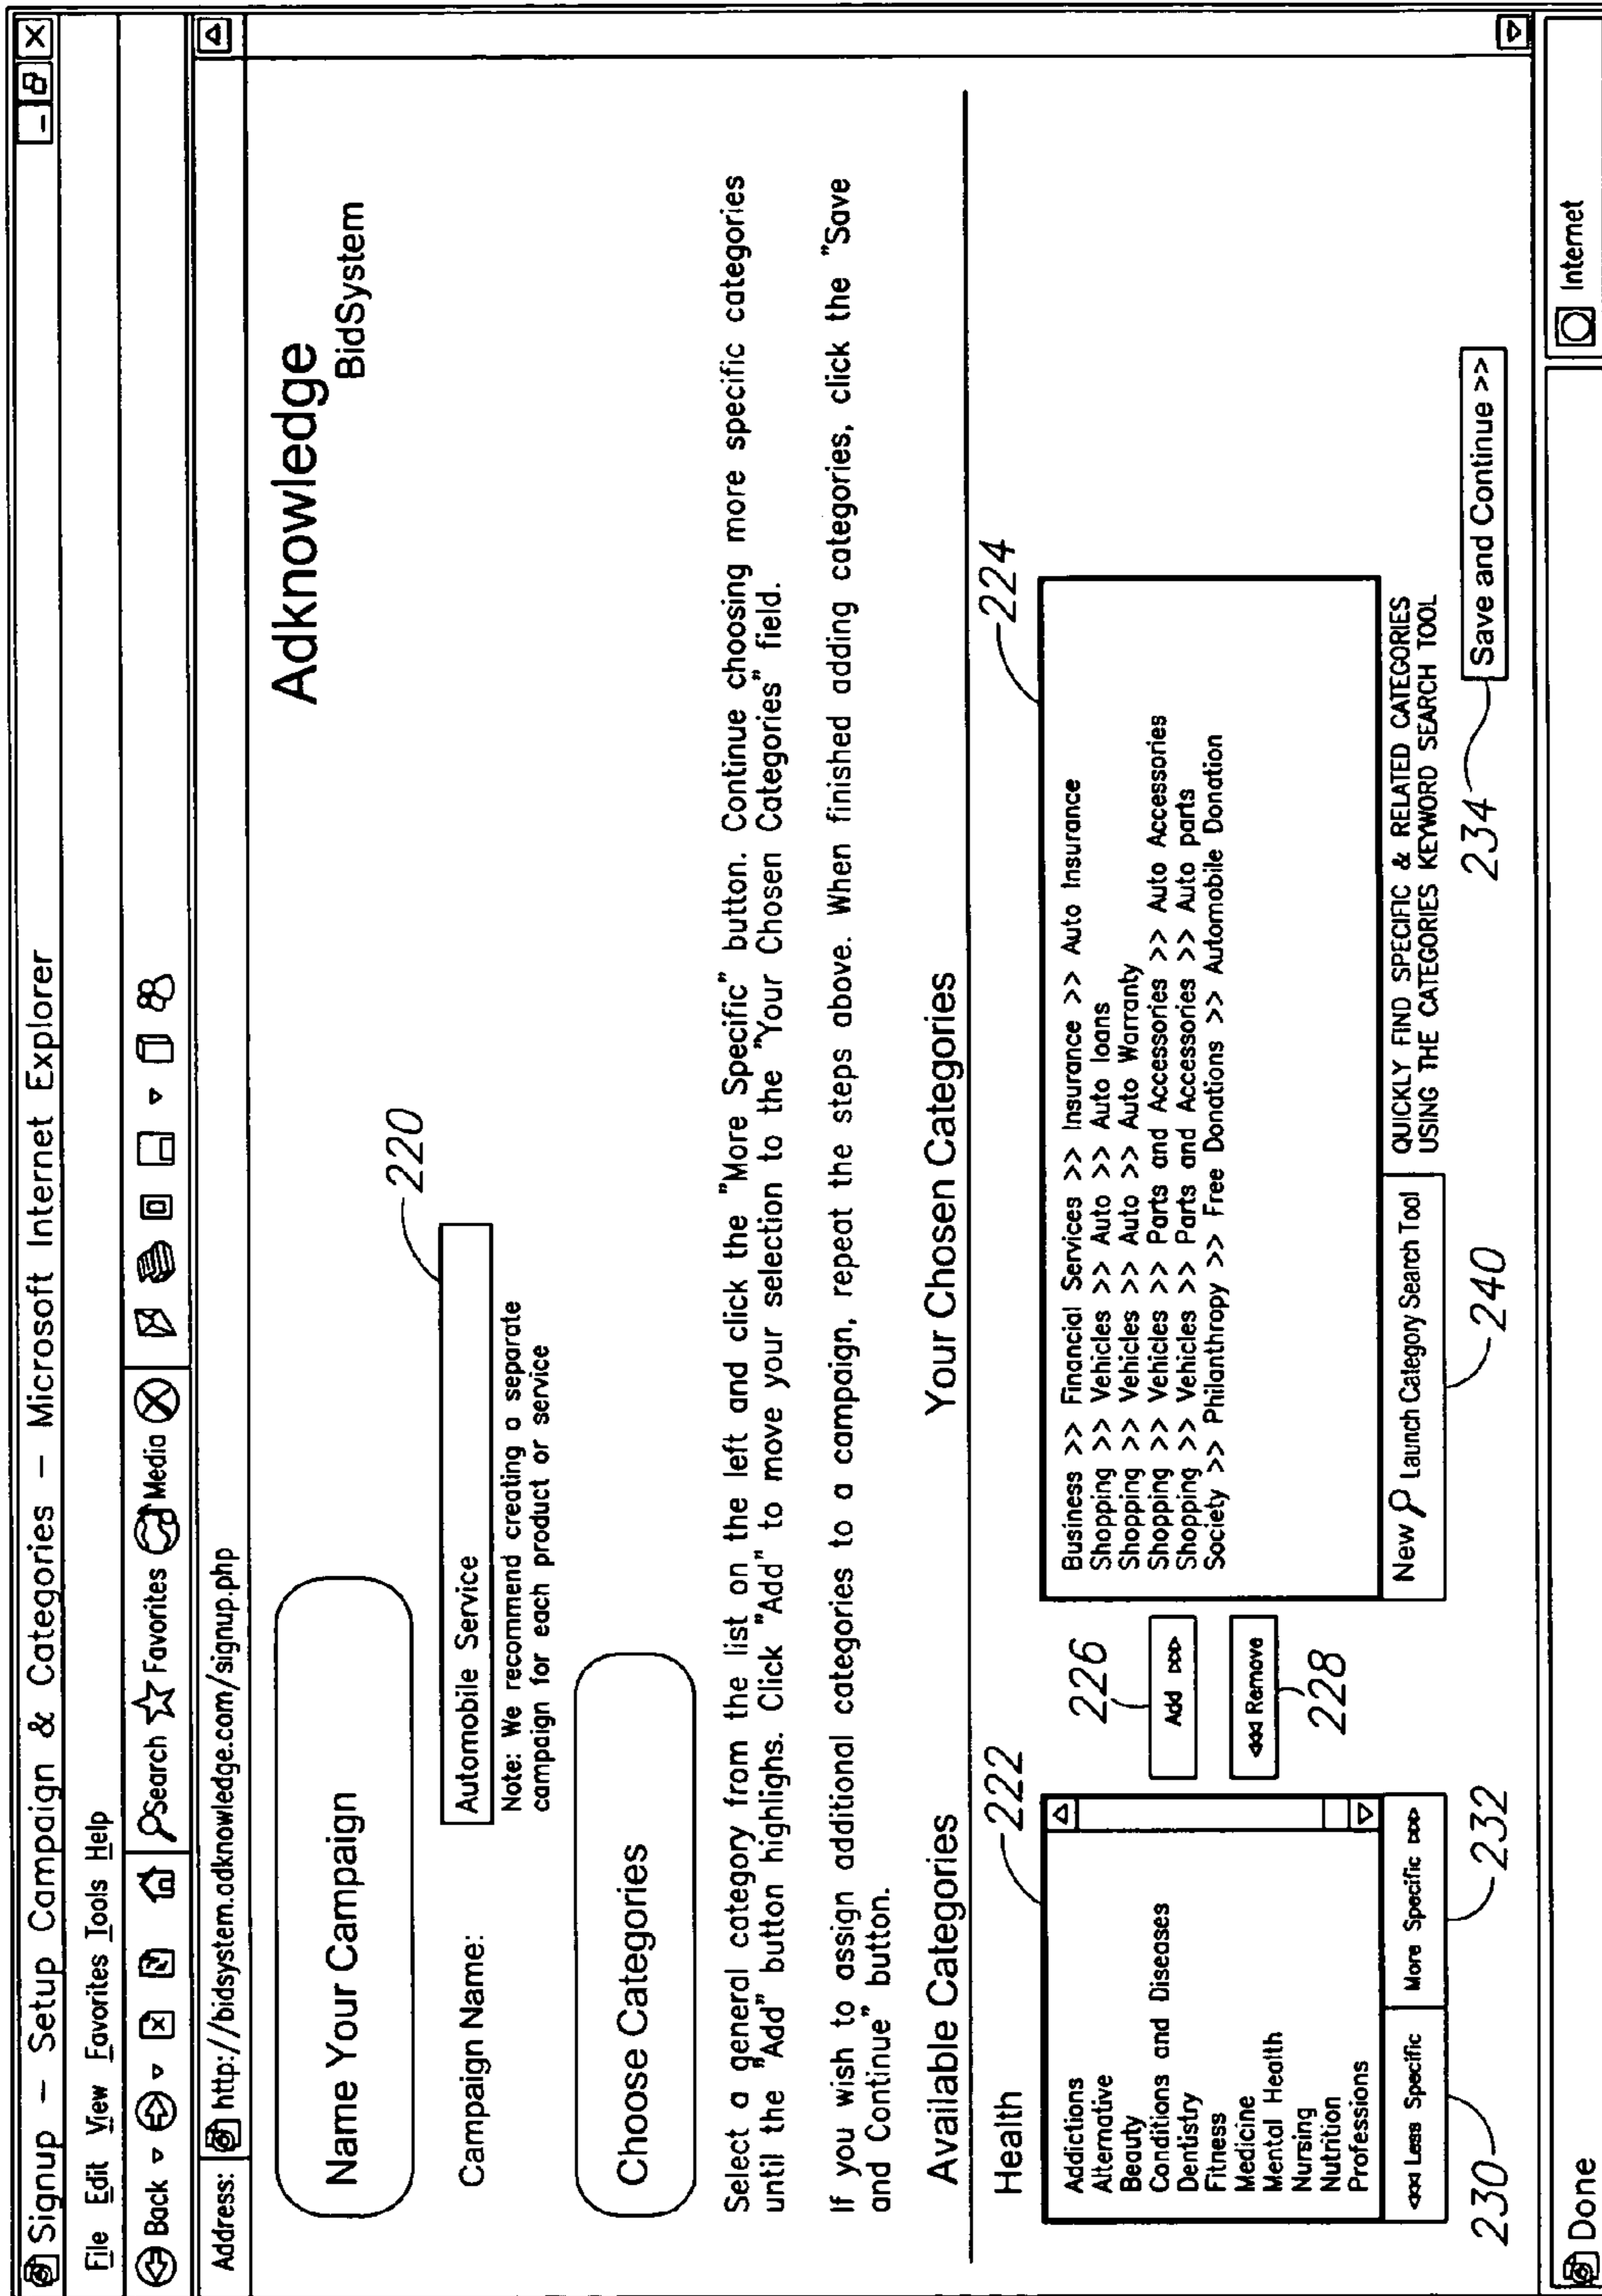 Signup – Setup Campaign & Categories – Microsoft Internet Explorer
File Edit View Favorites Tools Help
Back Search Favorites Media
Address: http://bidsystem.adknowledge.com/signup.php
Adknowledge
BidSystem
Name Your Campaign
220
Campaign Name: Automobile Service
Note: We recommend creating a separate
campaign for each product or service
Choose Categories
Select a general category from the list on the left and click the "More Specific" button. Continue choosing more specific categories
until the "Add" button highlighs. Click "Add" to move your selection to the "Your Chosen Categories" field.
If you wish to assign additional categories to a campaign, repeat the steps above. When finished adding categories, click the "Save
and Continue" button.
Available Categories
Your Chosen Categories
Health
222
224
Addictions
Alternative
Beauty
Conditions and Diseases
Dentistry
Fitness
Medicine
Mental Health
Nursing
Nutrition
Professions
Less Specific
More Specific
230
232
226
Add
Remove
228
Business >> Financial Services >> Insurance >> Auto Insurance
Shopping >> Vehicles >> Auto >> Auto loans
Shopping >> Vehicles >> Auto >> Auto Warranty
Shopping >> Vehicles >> Parts and Accessories >> Auto Accessories
Shopping >> Vehicles >> Parts and Accessories >> Auto parts
Society >> Philanthropy >> Free Donations >> Automobile Donation
New Launch Category Search Tool
QUICKLY FIND SPECIFIC & RELATED CATEGORIES
USING THE CATEGORIES KEYWORD SEARCH TOOL
240
234
Save and Continue >>
Done
Internet